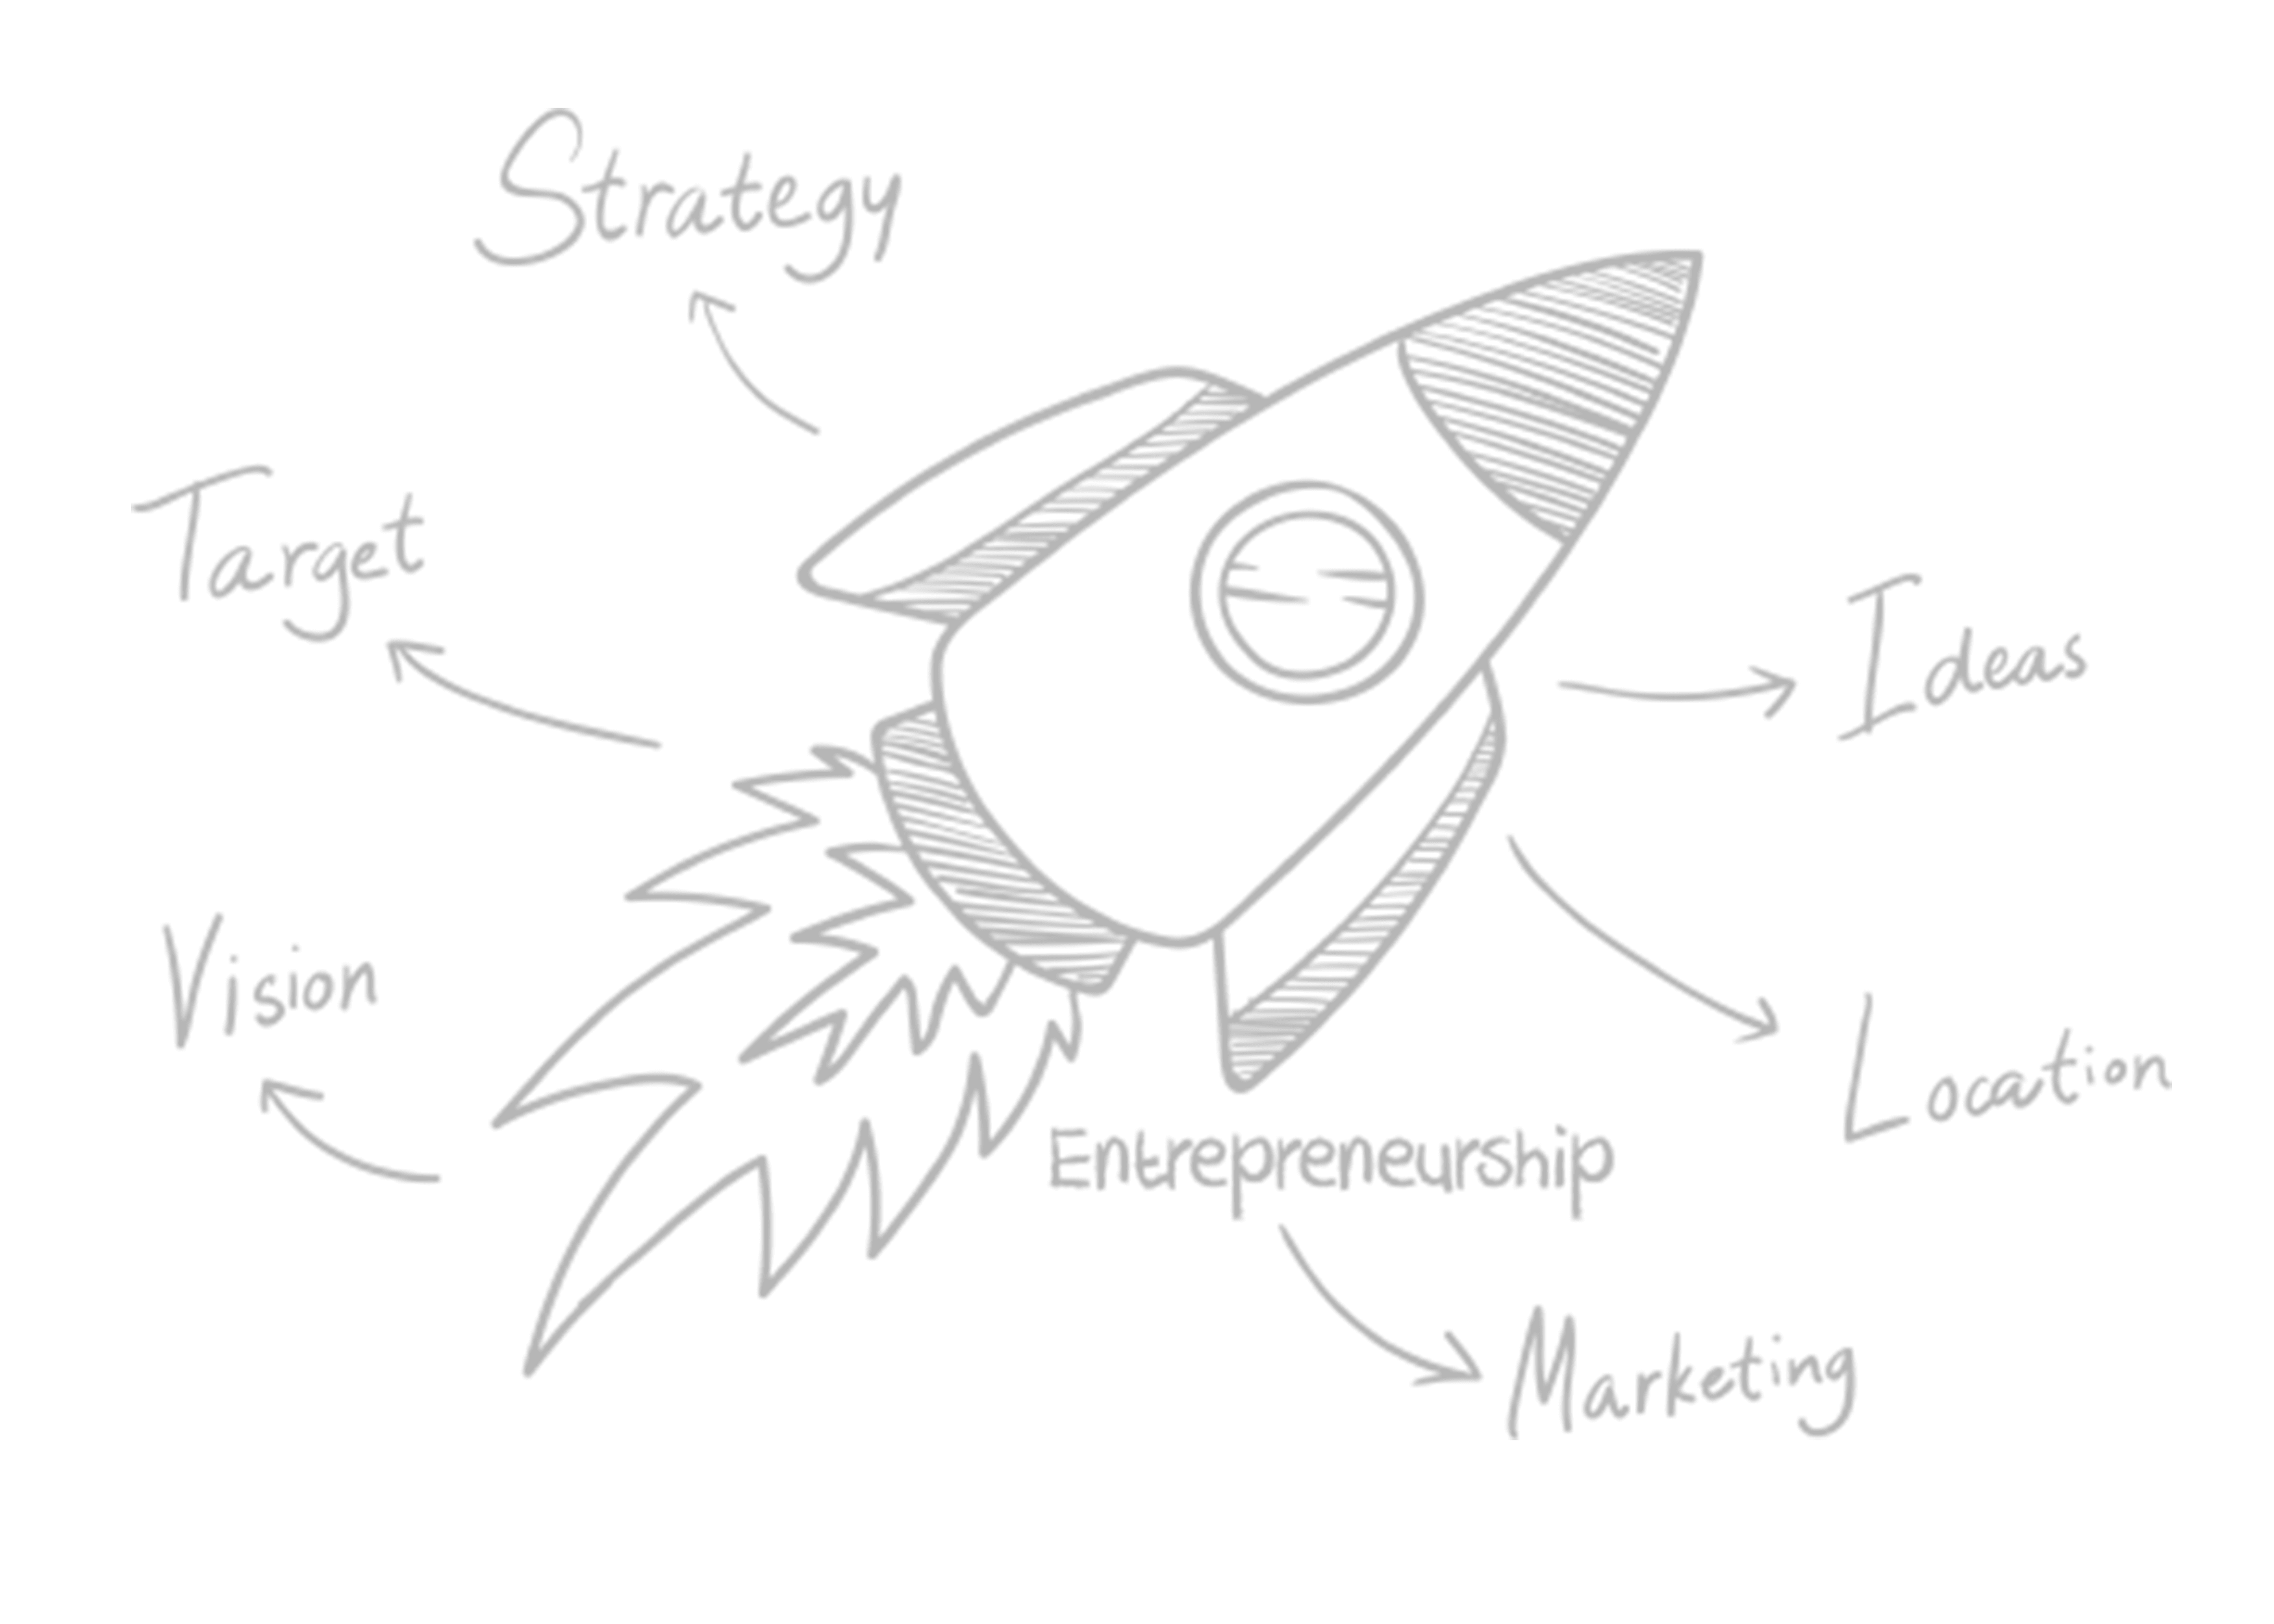 Strategy
Target
Ideas
Vision
Location
Entrepreneurship
Marketing